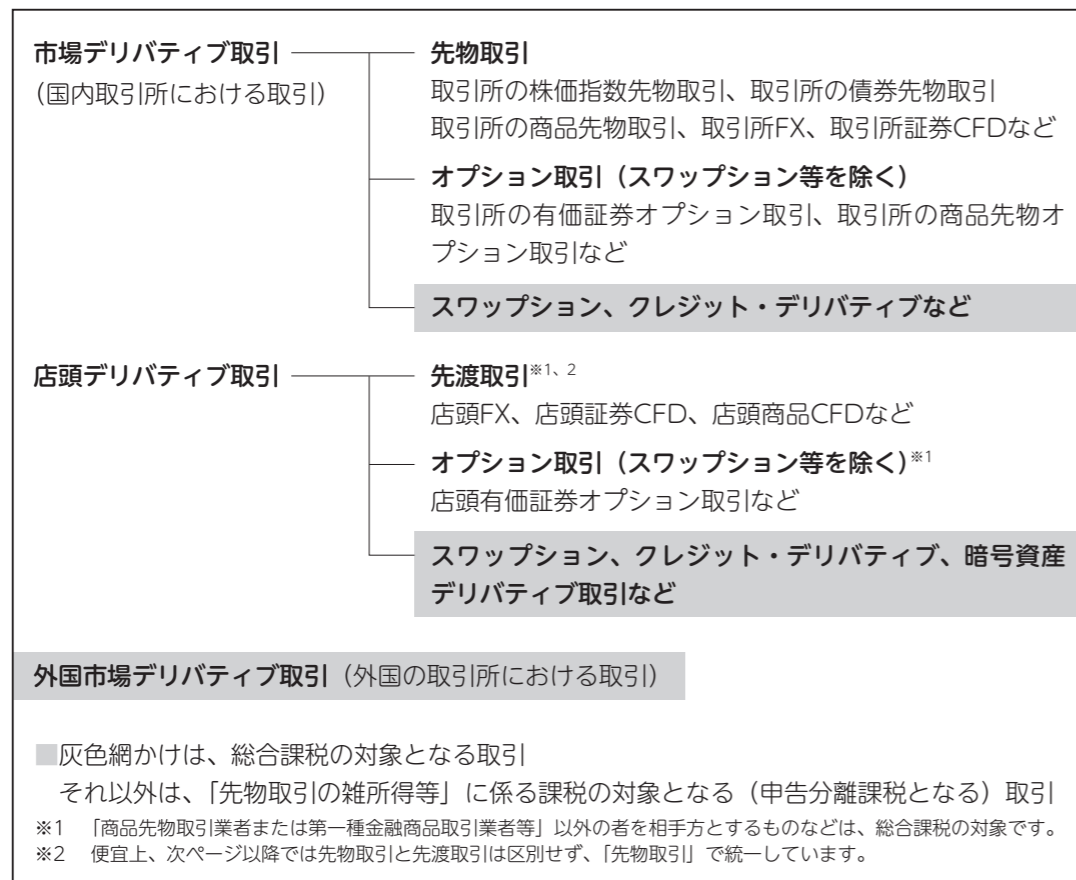 市場デリバティブ取引
（国内取引所における取引）
先物取引
取引所の株価指数先物取引、取引所の債券先物取引
取引所の商品先物取引、取引所FX、取引所証券CFDなど
オプション取引（スワップション等を除く）
取引所の有価証券オプション取引、取引所の商品先物オ
プション取引など
スワップション、クレジット・デリバティブなど
店頭デリバティブ取引
先渡取引※1、2
店頭FX、店頭証券CFD、店頭商品CFDなど
オプション取引（スワップション等を除く）※1
店頭有価証券オプション取引など
スワップション、クレジット・デリバティブ、暗号資産
デリバティブ取引など
外国市場デリバティブ取引（外国の取引所における取引）
■灰色網かけは、総合課税の対象となる取引
それ以外は、「先物取引の雑所得等」に係る課税の対象となる（申告分離課税となる）取引
※1　「商品先物取引業者または第一種金融商品取引業者等」以外の者を相手方とするものなどは、総合課税の対象です。
※2　便宜上、次ページ以降では先物取引と先渡取引は区別せず、「先物取引」で統一しています。